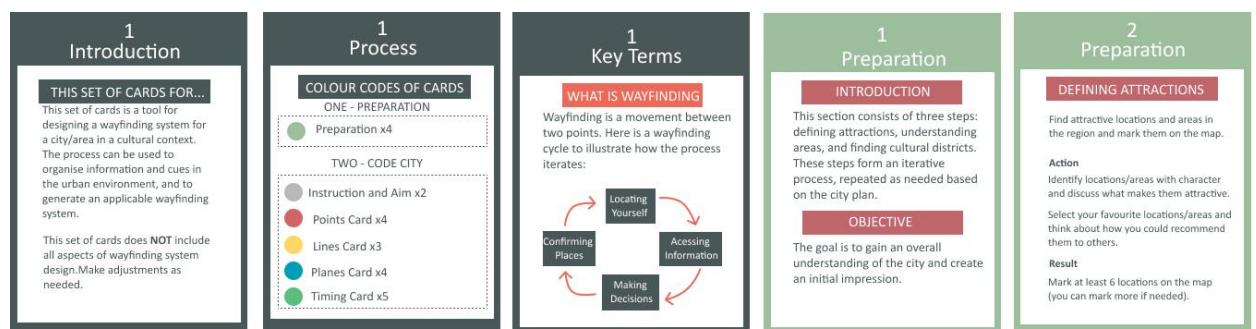 1
Introduction
THIS SET OF CARDS FOR...
This set of cards is a tool for
designing a wayfinding system for
a city/area in a cultural context.
The process can be used to
organise information and cues in
the urban environment, and to
generate an applicable wayfinding
system.
This set of cards does NOT include
all aspects of wayfinding system
design.Make adjustments as
needed.
1
Process
COLOUR CODES OF CARDS
ONE - PREPARATION
Preparation x4
TWO - CODE CITY
Instruction and Aim x2
Points Card x4
Lines Card x3
Planes Card x4
Timing Card x5
1
Key Terms
WHAT IS WAYFINDING
Wayfinding is a movement between
two points. Here is a wayfinding
cycle to illustrate how the process
iterates:
Locating
Yourself
Acessing
Information
Making
Decisions
Confirming
Places
1
Preparation
INTRODUCTION
This section consists of three steps:
defining attractions, understanding
areas, and finding cultural districts.
These steps form an iterative
process, repeated as needed based
on the city plan.
OBJECTIVE
The goal is to gain an overall
understanding of the city and create
an initial impression.
2
Preparation
DEFINING ATTRACTIONS
Find attractive locations and areas in
the region and mark them on the map.
Action
Identify locations/areas with character
and discuss what makes them attractive.
Select your favourite locations/areas and
think about how you could recommend
them to others.
Result
Mark at least 6 locations on the map
(you can mark more if needed).